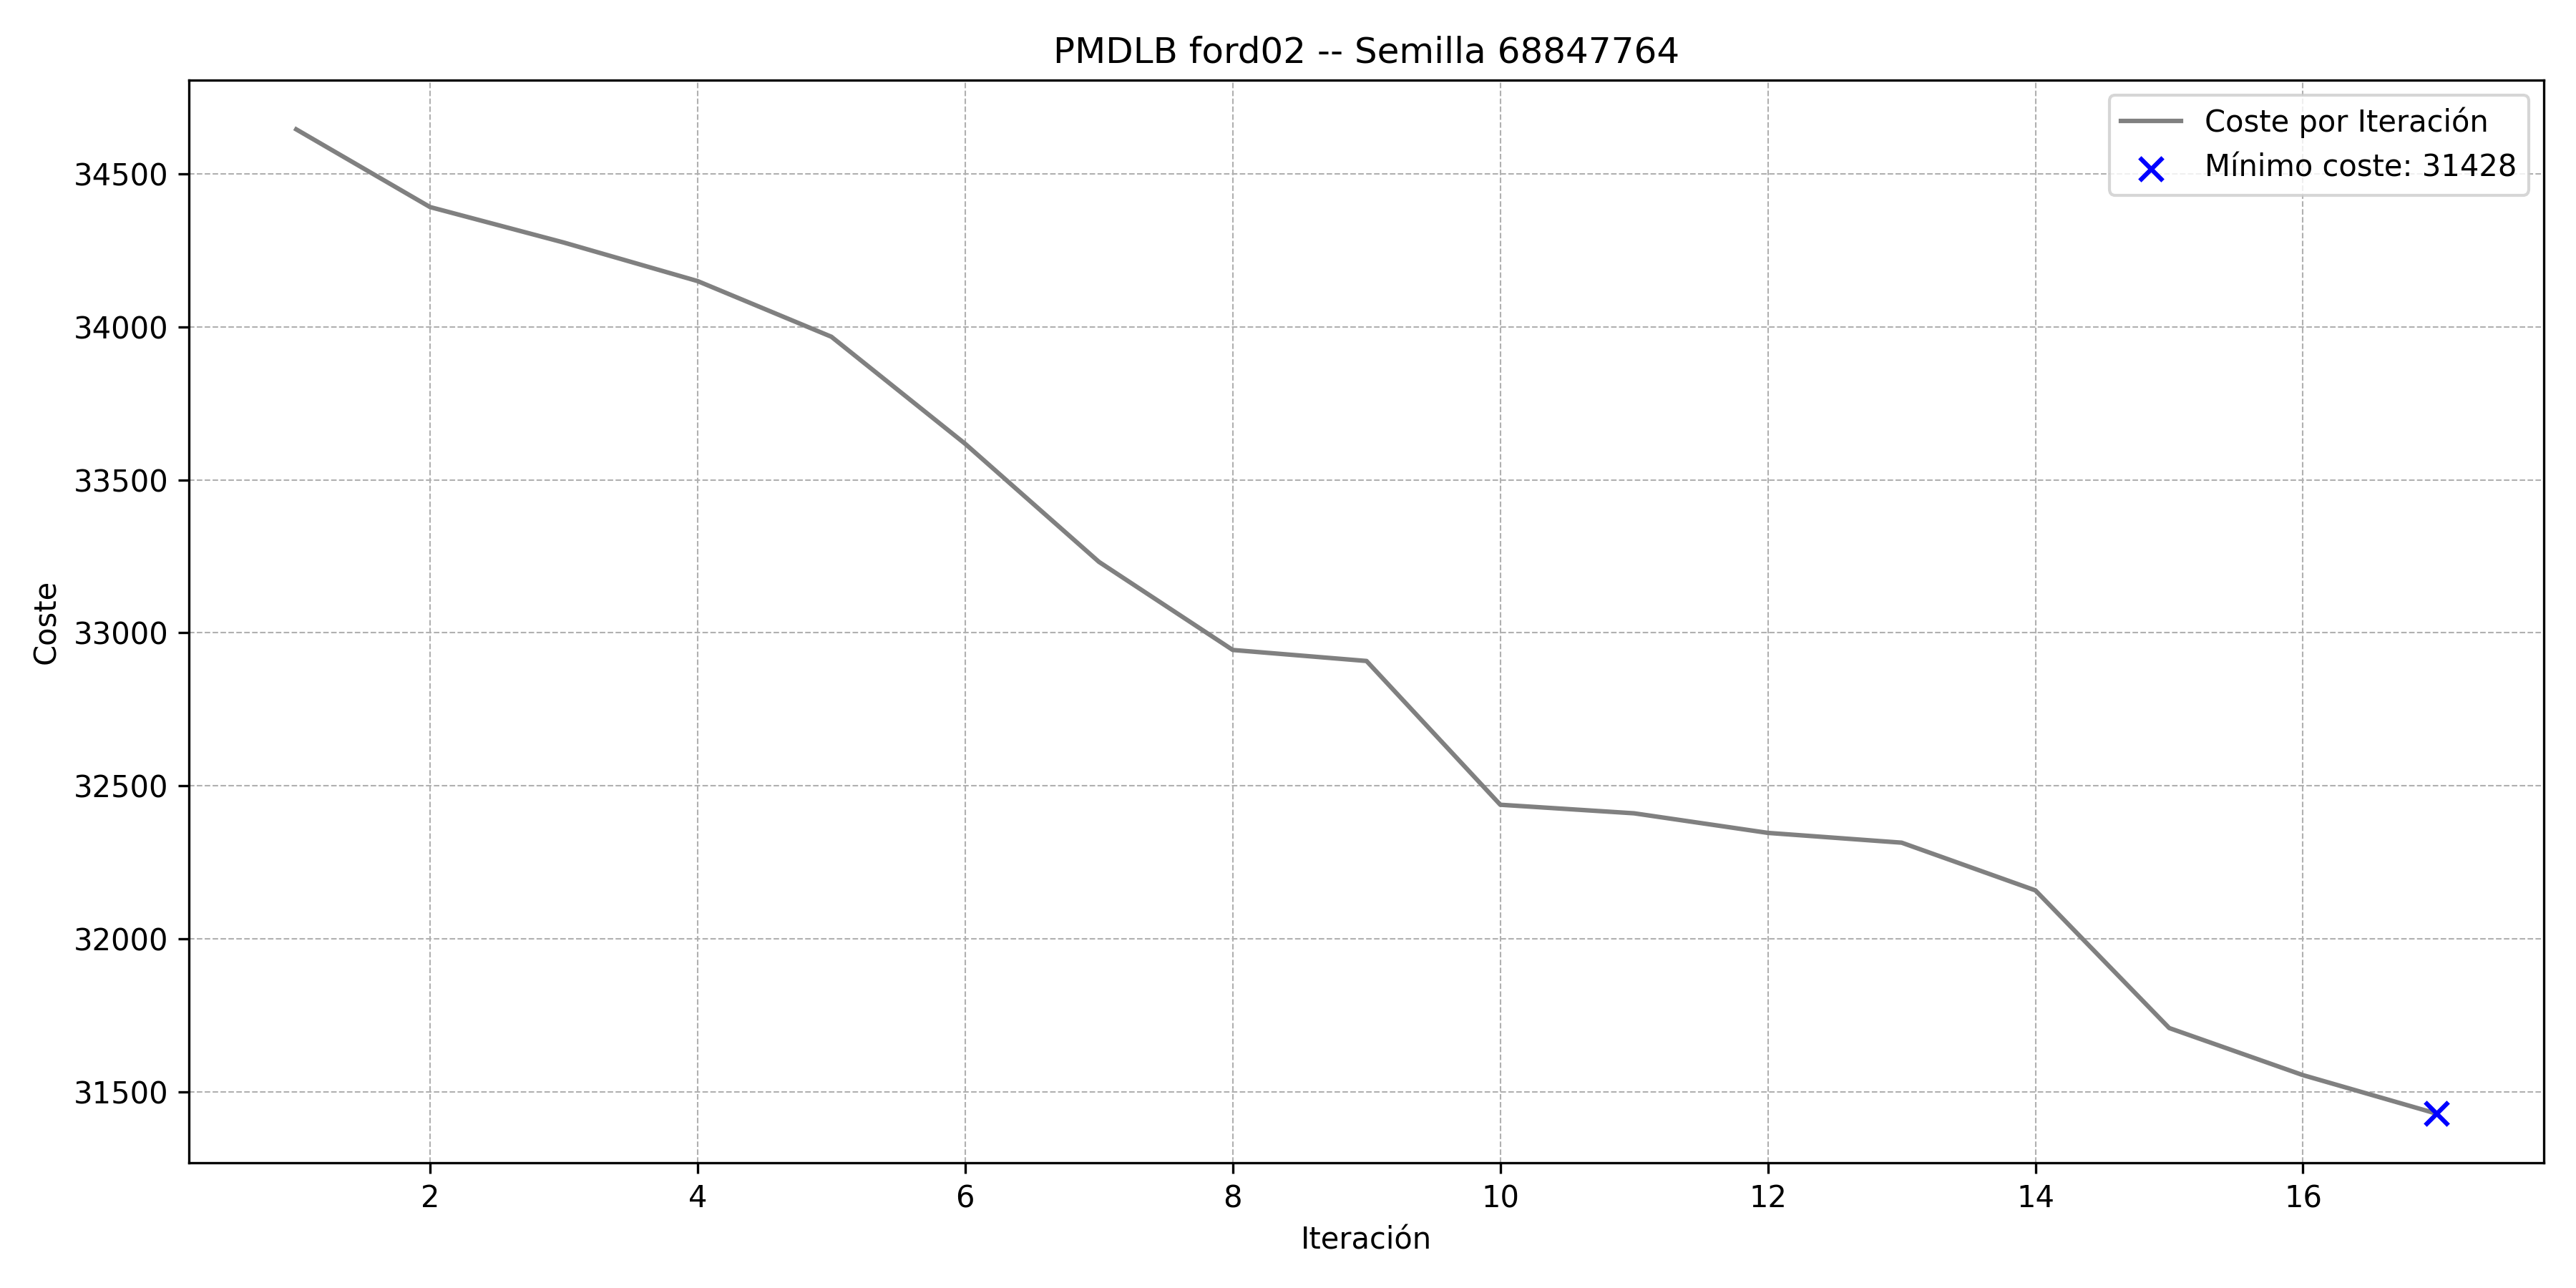 PMDLB ford02 -- Semilla 68847764
Coste por Iteración
Mínimo coste: 31428
34500
34000
33500
33000
32500
32000
31500
Coste
2 4 6 8 10 12 14 16
Iteración